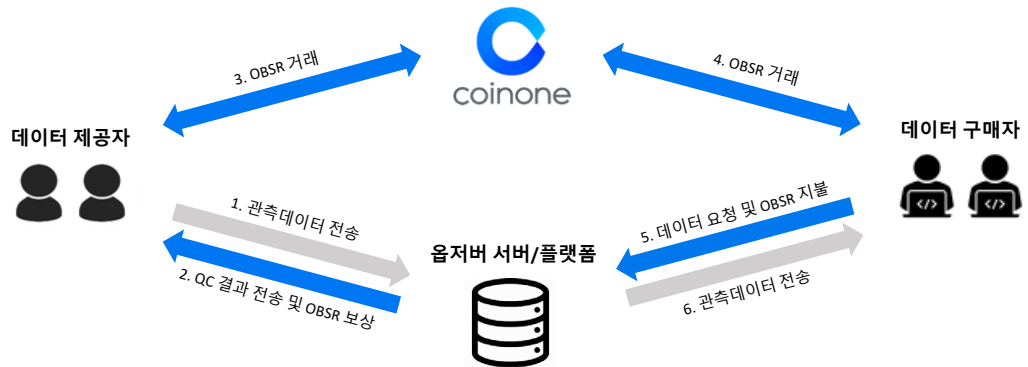 coinone
3. OBSR 거래
4. OBSR 거래
데이터 제공자
데이터 구매자
1. 관측데이터 전송
2. QC 결과 전송 및 OBSR 보상
옵저버 서버/플랫폼
5. 데이터 요청 및 OBSR 지불
6. 관측데이터 전송